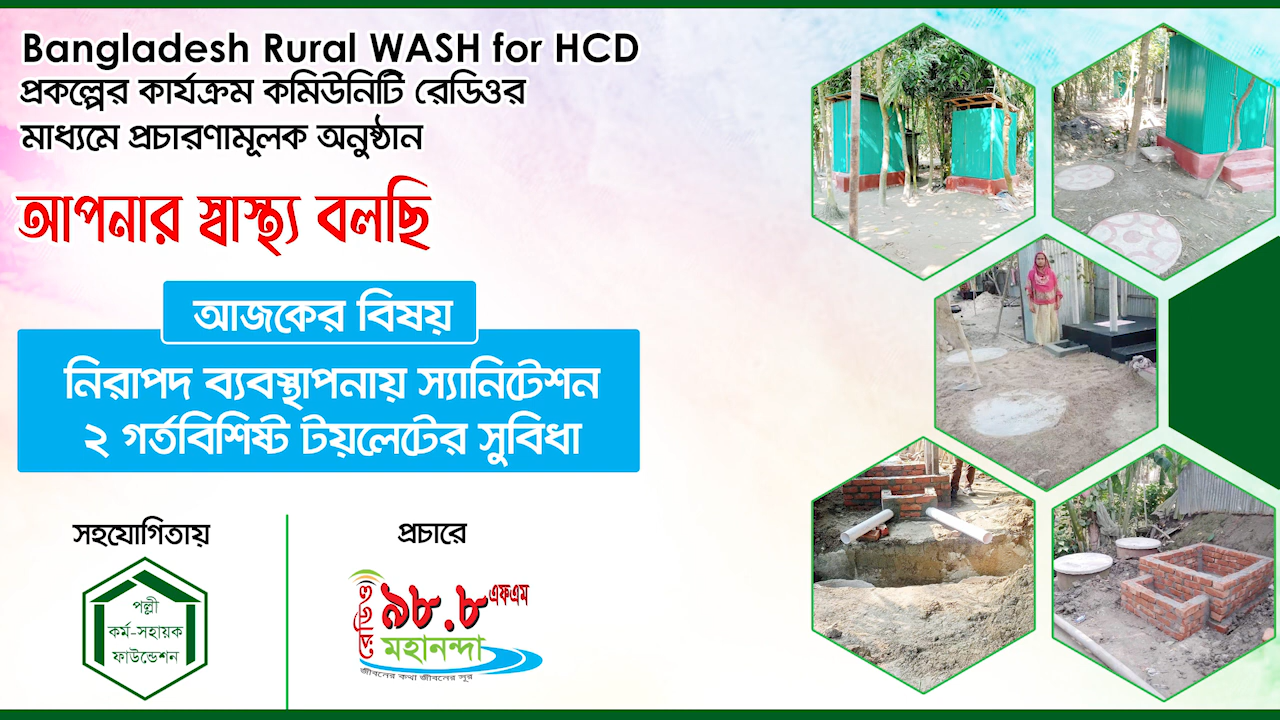 Bangladesh Rural WASH for HCD
প্রকল্পের কার্যক্রম কমিউনিটি রেডিওর
মাধ্যমে প্রচারণামূলক অনুষ্ঠান
আপনার স্বাস্থ্য বলছি
আজকের বিষয়
নিরাপদ ব্যবস্থাপনায় স্যানিটেশন
২ গর্তবিশিষ্ট টয়লেটের সুবিধা
সহযোগিতায়
পল্লী
কর্ম-সহায়ক
ফাউন্ডেশন
প্রচারে
রেডিও
৯৮.৮ এফএম
মহানন্দা
জীবনের কথা জীবনের সুর